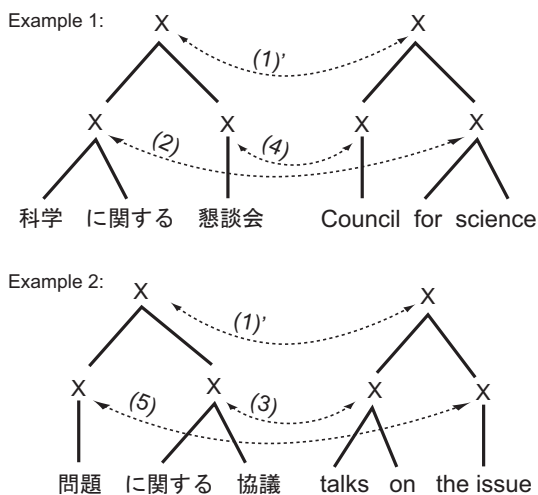 Example 1:
X X
(1)'
X X X X
(2) (4)
科学 に関する 懇談会 Council for science
Example 2:
X X
(1)'
X X X X
(5) (3)
問題 に関する 協議 talks on the issue